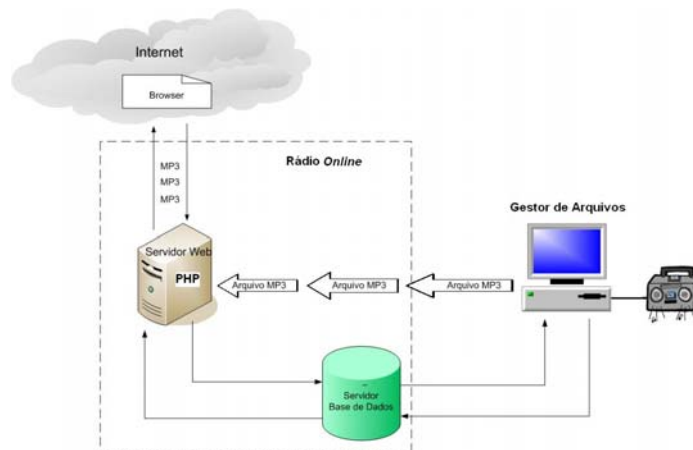 Internet
Browser
Rádio Online
MP3
MP3
MP3
Gestor de Arquivos
Servidor Web
PHP
Arquivo MP3
Arquivo MP3
Arquivo MP3
Servidor
Base de Dados